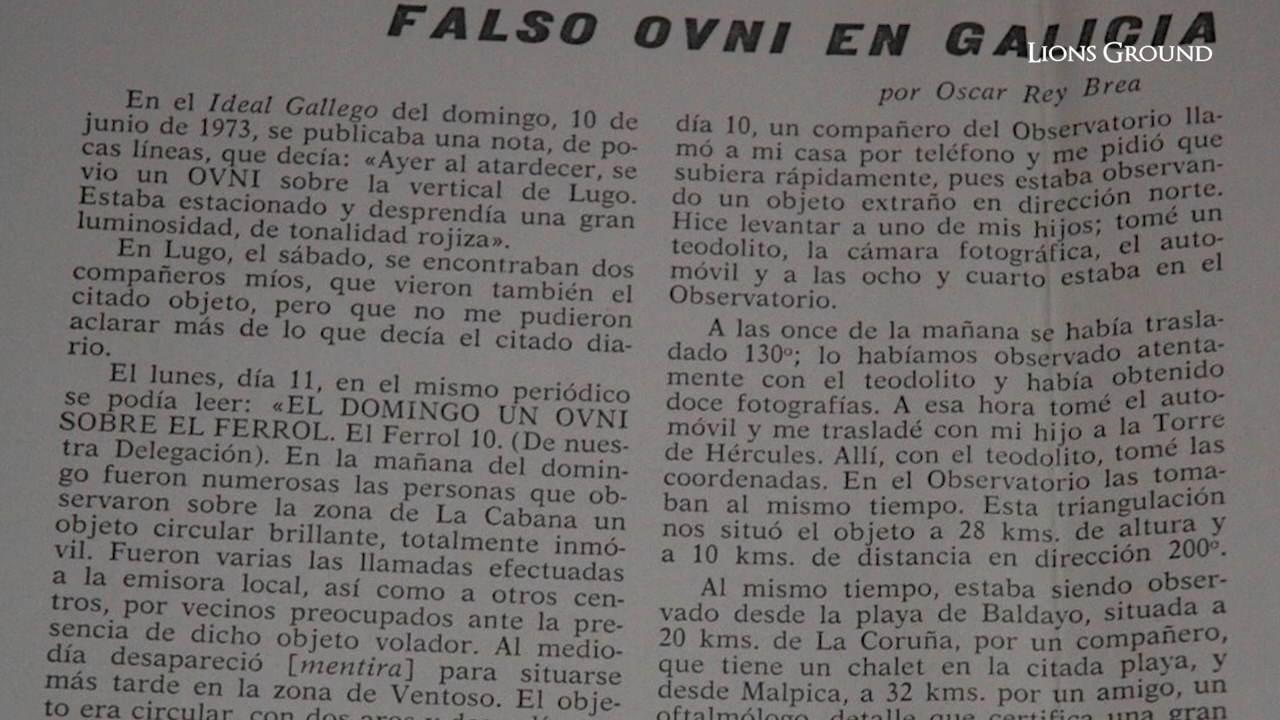 FALSO OVNI EN GALICIA
LIONS GROUND
por Oscar Rey Brea
En el Ideal Gallego del domingo, 10 de
junio de 1973, se publicaba una nota, de po-
cas líneas, que decía: «Ayer al atardecer, se
vio un OVNI sobre la vertical de Lugo.
Estaba estacionado y desprendía una gran
luminosidad, de tonalidad rojiza».
En Lugo, el sábado, se encontraban dos
compañeros míos, que vieron también el
citado objeto, pero que no me pudieron
aclarar más de lo que decía el citado dia-
rio.
El lunes, día 11, en el mismo periódico
se podía leer: «EL DOMINGO UN OVNI
SOBRE EL FERROL. El Ferrol 10. (De nues-
tra Delegación). En la mañana del domin-
go fueron numerosas las personas que ob-
servaron sobre la zona de La Cabana un
objeto circular brillante, totalmente inmó-
vil. Fueron varias las llamadas efectuadas
a la emisora local, así como a otros cen-
tros, por vecinos preocupados ante la pre-
sencia de dicho objeto volador. Al medio-
día desapareció [mentira] para situarse
más tarde en la zona de Ventoso. El obje-
to era circular, con dos
día 10, un compañero del Observatorio lla-
mó a mi casa por teléfono y me pidió que
subiera rápidamente, pues estaba observan-
do un objeto extraño en dirección norte.
Hice levantar a uno de mis hijos; tomé un
teodolito, la cámara fotográfica, el auto-
móvil y a las ocho y cuarto estaba en el
Observatorio.
A las once de la mañana se había trasla-
dado 130º; lo habíamos observado atenta-
mente con el teodolito y había obtenido
doce fotografías. A esa hora tomé el auto-
móvil y me trasladé con mi hijo a la Torre
de Hércules. Allí, con el teodolito, tomé las
coordenadas. En el Observatorio las toma-
ban al mismo tiempo. Esta triangulación
nos situó el objeto a 28 kms. de altura y
a 10 kms. de distancia en dirección 200º.
Al mismo tiempo, estaba siendo obser-
vado desde la playa de Baldayo, situada a
20 kms. de La Coruña, por un compañero,
que tiene un chalet en la citada playa, y
desde Malpica, a 32 kms. por un amigo, un
oftalmólogo, detalle que certifica una gran